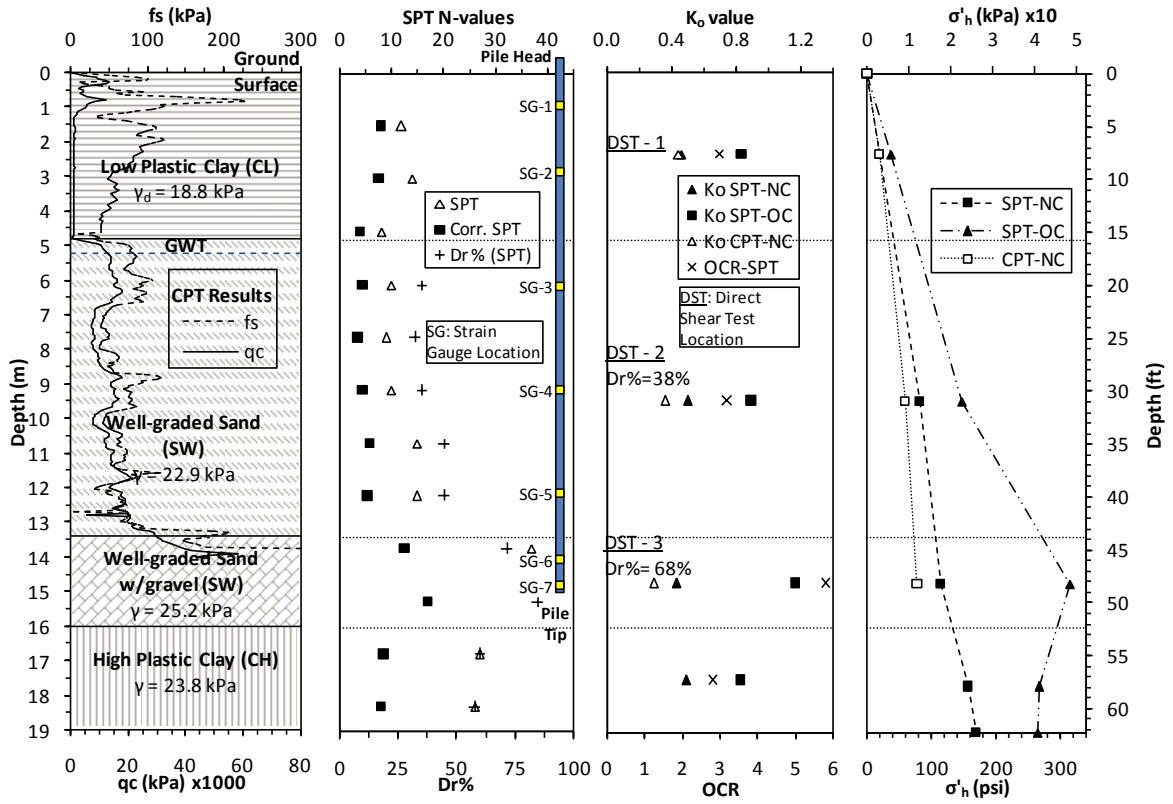 fs (kPa)
0 100 200 300
Ground
Surface
0
1
2
3
4
5
6
7
8
9
10
11
12
13
14
15
16
17
18
19
Depth (m)
Low Plastic Clay (CL)
γd = 18.8 kPa
GWT
CPT Results
fs
qc
Well-graded Sand
(SW)
γ = 22.9 kPa
Well-graded Sand
w/gravel (SW)
γ = 25.2 kPa
High Plastic Clay (CH)
γ = 23.8 kPa
0 20 40 60 80
qc (kPa) x1000
SPT N-values
0 10 20 30 40
Pile Head
SG-1
SG-2
SPT
Corr. SPT
Dr% (SPT)
SG-3
SG: Strain
Gauge Location
SG-4
SG-5
SG-6
SG-7
Pile
Tip
0 25 50 75 100
Dr%
Ko value
0.0 0.4 0.8 1.2
DST - 1
Ko SPT-NC
Ko SPT-OC
Ko CPT-NC
OCR-SPT
DST: Direct
Shear Test
Location
DST - 2
Dr%=38%
DST - 3
Dr%= 68%
0 1 2 3 4 5 6
OCR
σ'h (kPa) x10
0 1 2 3 4 5
SPT-NC
SPT-OC
CPT-NC
0
5
10
15
20
25
30
35
40
45
50
55
60
Depth (ft)
0 100 200 300
σ'h (psi)